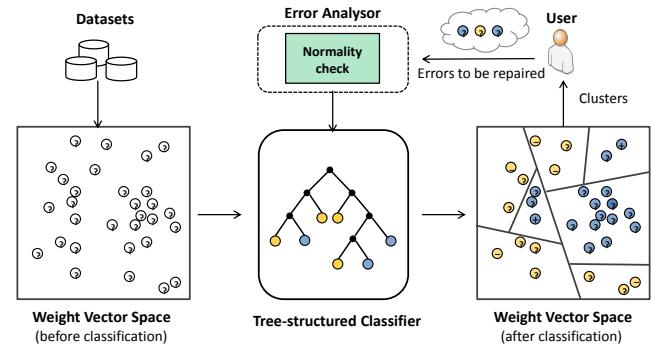 Datasets
Error Analysor
User
Normality
check
Errors to be repaired
Clusters
Weight Vector Space
(before classification)
Tree-structured Classifier
Weight Vector Space
(after classification)